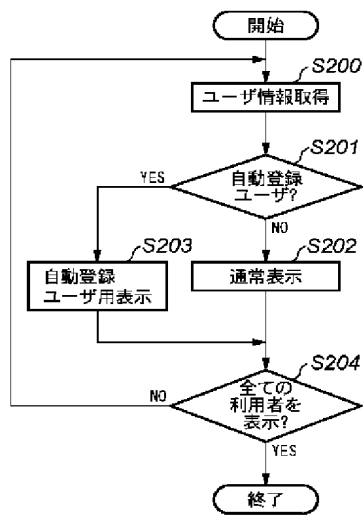 開始
S200
ユーザ情報取得
S201
YES
自動登録
ユーザ?
NO
S203
S202
自動登録
ユーザ用表示
通常表示
S204
NO
全ての
利用者を
表示?
YES
終了